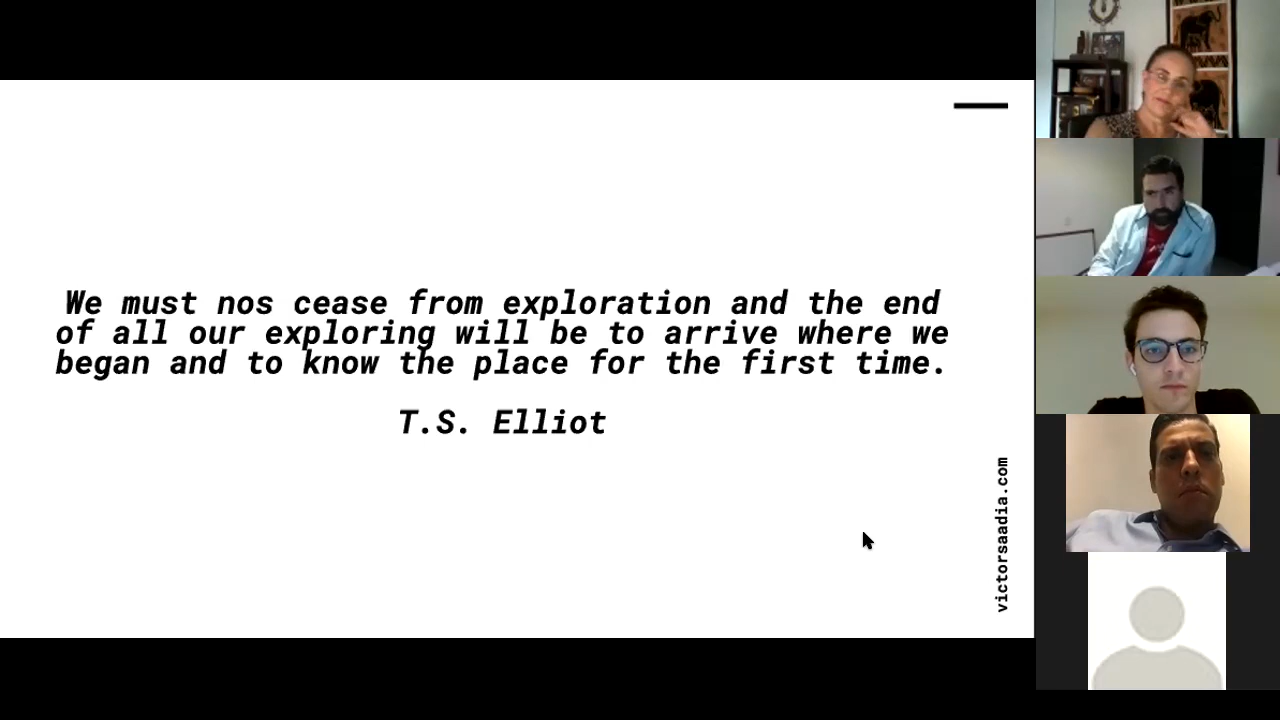 We must nos cease from exploration and the end
of all our exploring will be to arrive where we
began and to know the place for the first time.
T.S. Elliot
victorsaadia.com